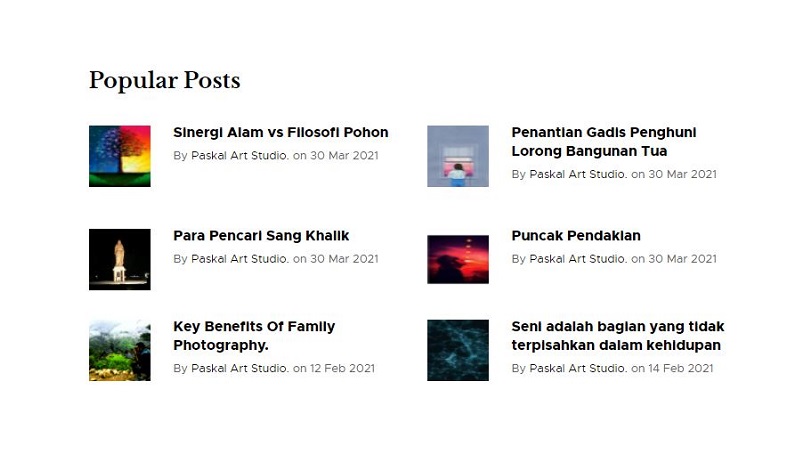 Popular Posts
Sinergi Alam vs Filosofi Pohon
By Paskal Art Studio. on 30 Mar 2021
Penantian Gadis Penghuni
Lorong Bangunan Tua
By Paskal Art Studio. on 30 Mar 2021
Para Pencari Sang Khalik
By Paskal Art Studio. on 30 Mar 2021
Puncak Pendakian
By Paskal Art Studio. on 30 Mar 2021
Key Benefits Of Family
Photography.
By Paskal Art Studio. on 12 Feb 2021
Seni adalah bagian yang tidak
terpisahkan dalam kehidupan
By Paskal Art Studio. on 14 Feb 2021